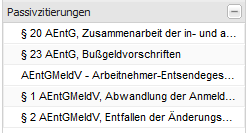 Passivzitierungen
§ 20 AEntG, Zusammenarbeit der in- und a...
§ 23 AEntG, Bußgeldvorschriften
AEntGMeldV - Arbeitnehmer-Entsendeges...
§ 1 AEntGMeldV, Abwandlung der Anmeld...
§ 2 AEntGMeldV, Entfallen der Änderungs...